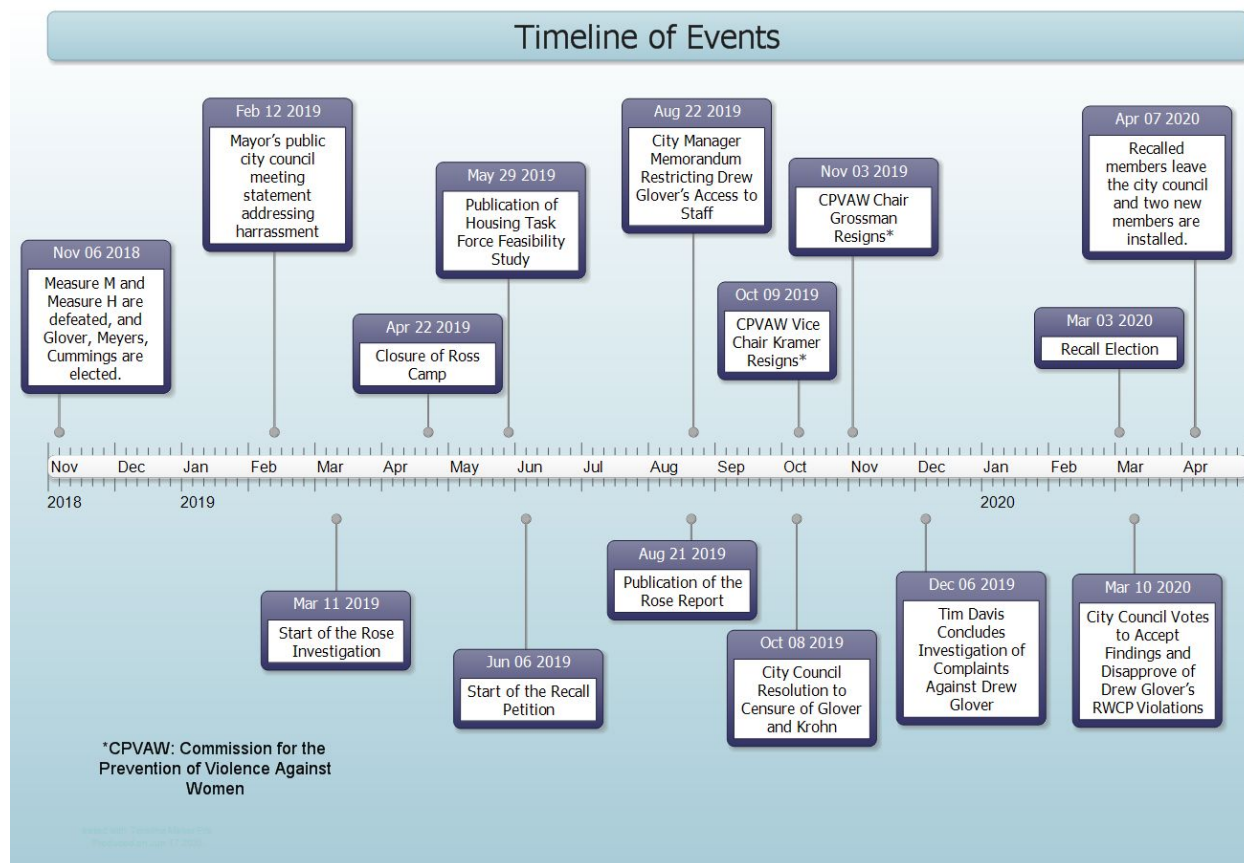 Timeline of Events
Nov 06 2018
Measure M and
Measure H are
defeated, and
Glover, Meyers,
Cummings are
elected.
Feb 12 2019
Mayor's public
city council
meeting
statement
addressing
harrassment
Apr 22 2019
Closure of Ross
Camp
May 29 2019
Publication of
Housing Task
Force Feasibility
Study
Aug 22 2019
City Manager
Memorandum
Restricting Drew
Glover's Access to
Staff
Oct 09 2019
CPVAW Vice
Chair Kramer
Resigns*
Nov 03 2019
CPVAW Chair
Grossman
Resigns*
Mar 03 2020
Recall Election
Apr 07 2020
Recalled
members leave
the city council
and two new
members are
installed.
Nov Dec Jan Feb Mar Apr May Jun Jul Aug Sep Oct Nov Dec Jan Feb Mar Apr
2018 2019 2020
Mar 11 2019
Start of the Rose
Investigation
Jun 06 2019
Start of the Recall
Petition
Aug 21 2019
Publication of the
Rose Report
Oct 08 2019
City Council
Resolution to
Censure of Glover
and Krohn
Dec 06 2019
Tim Davis
Concludes
Investigation of
Complaints
Against Drew
Glover
Mar 10 2020
City Council Votes
to Accept
Findings and
Disapprove of
Drew Glover's
RWCP Violations
*CPVAW: Commission for the
Prevention of Violence Against
Women